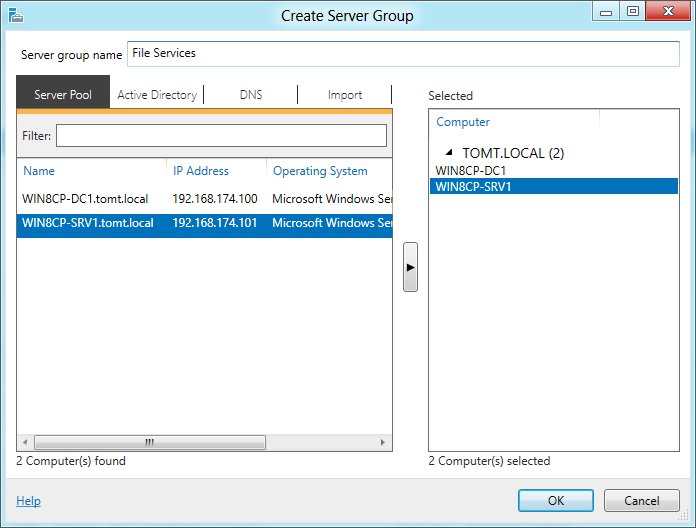 Create Server Group
Server group name File Services
Server Pool Active Directory DNS Import
Filter:
Name IP Address Operating System
WIN8CP-DC1.tomt.local 192.168.174.100 Microsoft Windows Ser
WIN8CP-SRV1.tomt.local 192.168.174.101 Microsoft Windows Ser
2 Computer(s) found
Selected
Computer
TOMT.LOCAL (2)
WIN8CP-DC1
WIN8CP-SRV1
2 Computer(s) selected
Help OK Cancel